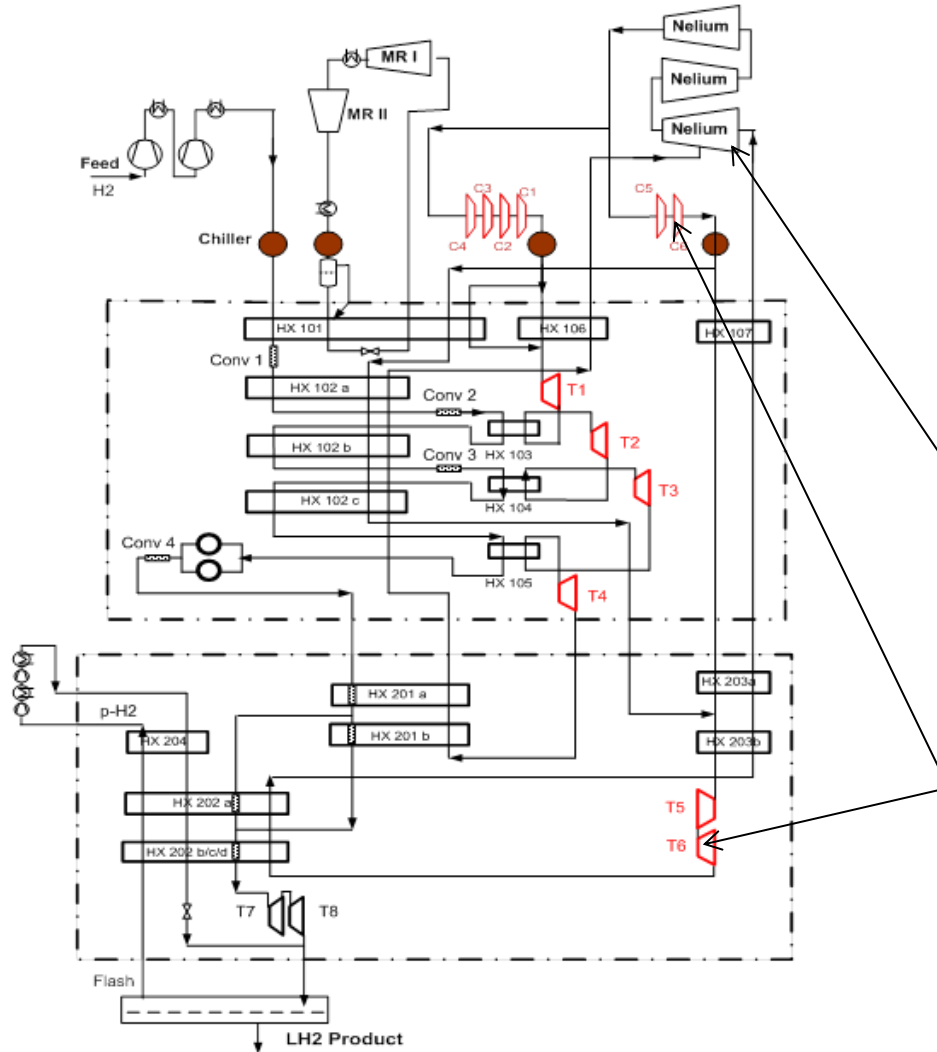 Nelium
MR I
Nelium
MR II
Nelium
Feed
H2
C3
C1
C5
C4
C2
C6
Chiller
HX 101
HX 106
HX 107
Conv 1
HX 102 a
Conv 2
T1
HX 102 b
HX 103
T2
Conv 3
HX 102 c
HX 104
T3
Conv 4
HX 105
T4
HX 201 a
HX 203a
p-H2
HX 204
HX 201 b
HX 203b
HX 202 a
T5
HX 202 b/c/d
T6
T7
T8
Flash
LH2 Product